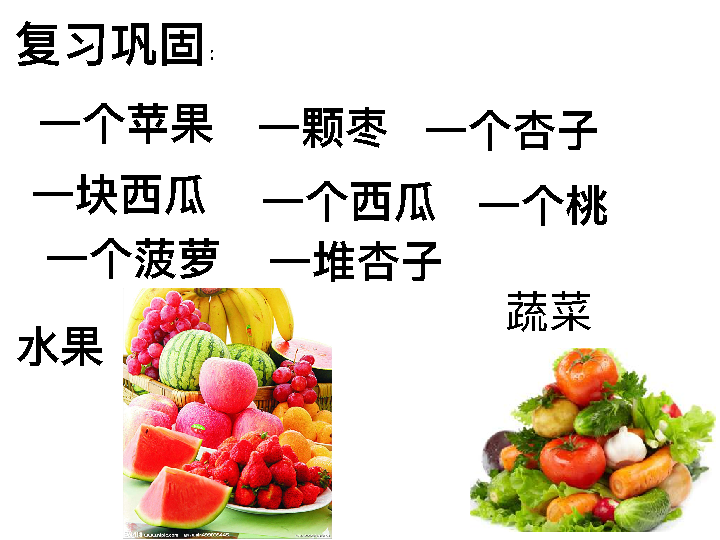 复习巩固:
一个苹果 一颗枣 一个杏子
一块西瓜 一个西瓜 一个桃
一个菠萝 一堆杏子
蔬菜
水果